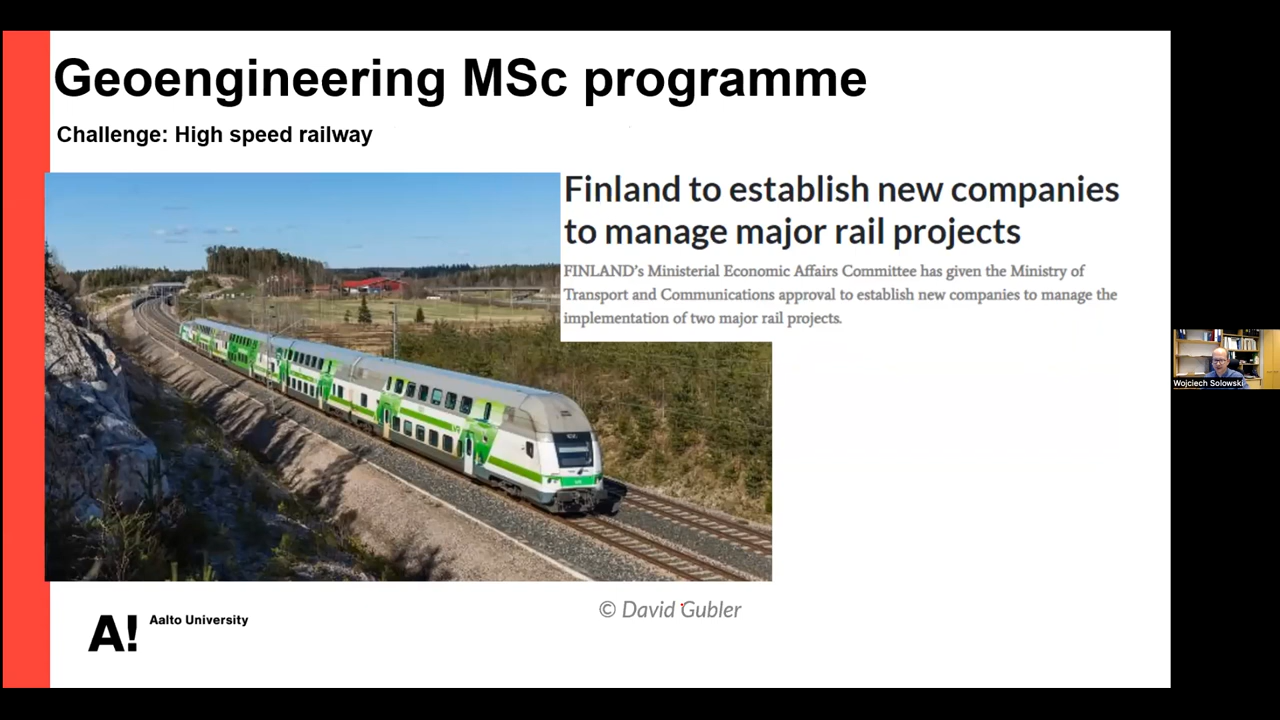 Geoengineering MSc programme
Challenge: High speed railway
Finland to establish new companies
to manage major rail projects
FINLAND's Ministerial Economic Affairs Committee has given the Ministry of
Transport and Communications approval to establish new companies to manage the
implementation of two major rail projects.
Wojciech Solowski
© David Gubler
A! Aalto University